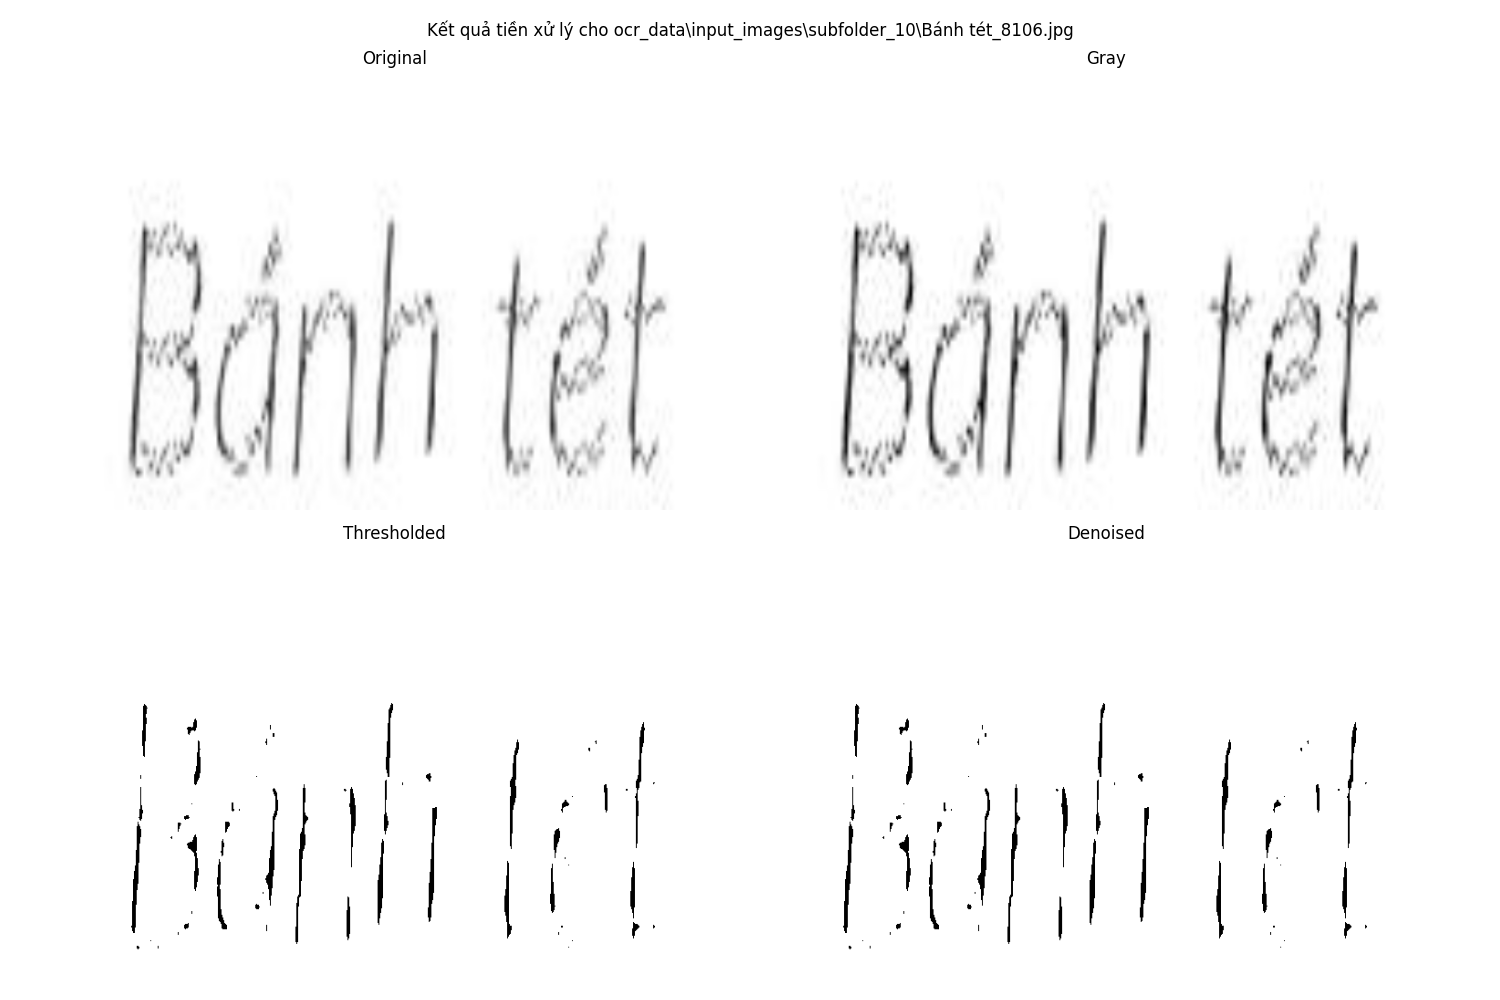 Kết quả tiền xử lý cho ocr_data\input_images\subfolder_10\Bánh tét_8106.jpg
Original
Gray
Bánh tét
Bánh tét
Thresholded
Denoised